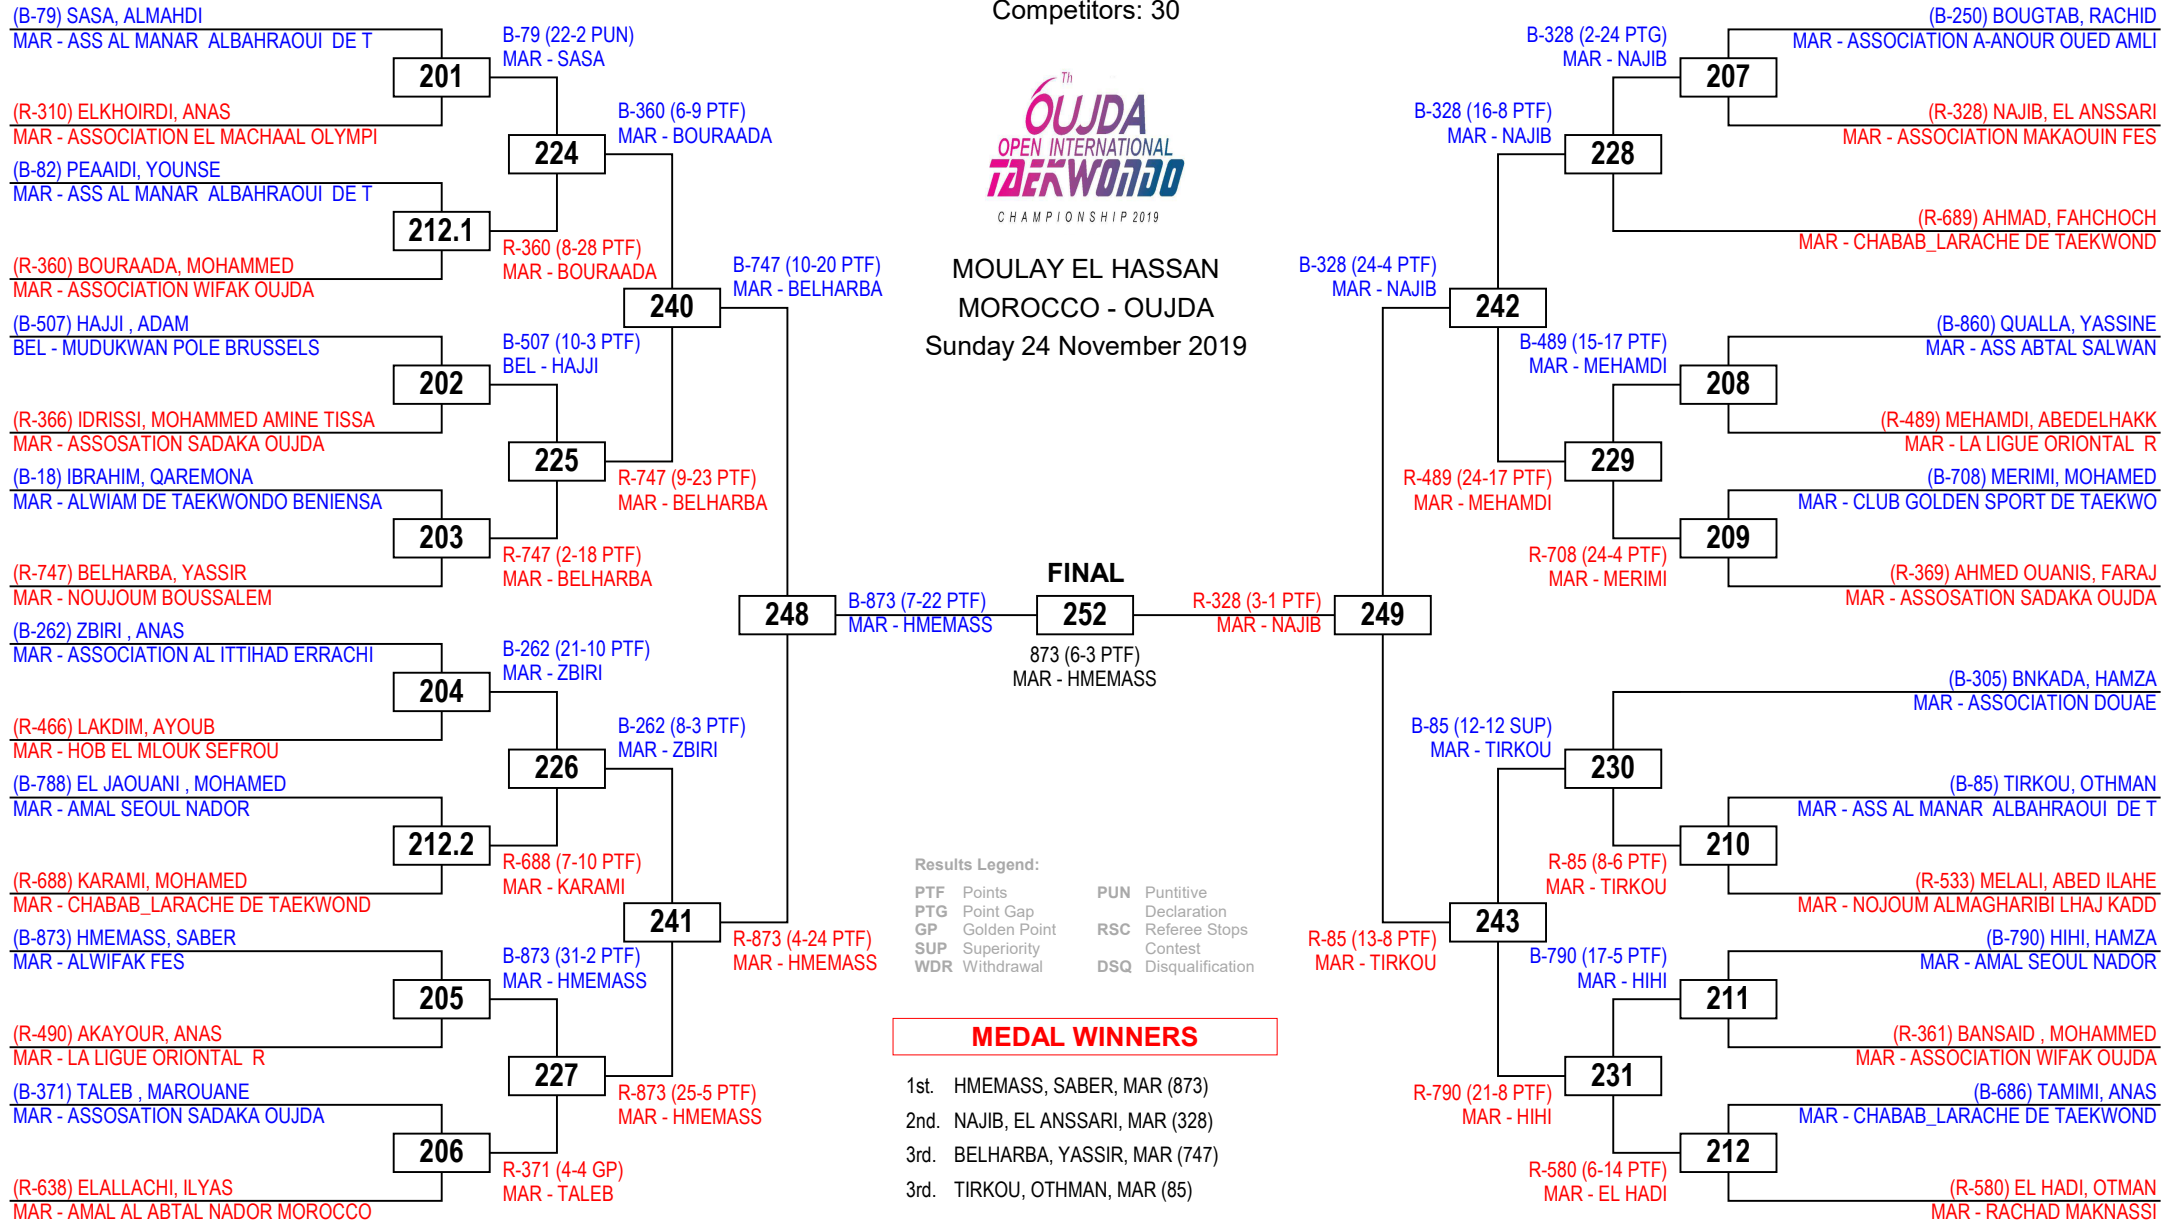 Competitors: 30
(B-79) SASA, ALMAHDI
MAR - ASS AL MANAR  ALBAHRAOUI  DE T
201
(R-310) ELKHOIRDI, ANAS
MAR - ASSOCIATION EL MACHAAL OLYMPI
(B-82) PEAAIDI, YOUNSE
MAR - ASS AL MANAR  ALBAHRAOUI  DE T
212.1
(R-360) BOURAADA, MOHAMMED
MAR - ASSOCIATION WIFAK OUJDA
(B-507) HAJJI , ADAM
BEL - MUDUKWAN POLE BRUSSELS
202
(R-366) IDRISSI, MOHAMMED AMINE TISSA
MAR - ASSOSATION SADAKA OUJDA
(B-18) IBRAHIM, QAREMONA
MAR - ALWIAM DE TAEKWONDO BENIENSA
203
(R-747) BELHARBA, YASSIR
MAR - NOUJOUM BOUSSALEM
(B-262) ZBIRI , ANAS
MAR - ASSOCIATION AL ITTIHAD ERRACHI
204
(R-466) LAKDIM, AYOUB
MAR - HOB EL MLOUK SEFROU
(B-788) EL JAOUANI , MOHAMED
MAR - AMAL SEOUL NADOR
212.2
(R-688) KARAMI, MOHAMED
MAR - CHABAB_LARACHE DE TAEKWOND
(B-873) HMEMASS, SABER
MAR - ALWIFAK FES
205
(R-490) AKAYOUR, ANAS
MAR - LA LIGUE ORIONTAL  R
(B-371) TALEB , MAROUANE
MAR - ASSOSATION SADAKA OUJDA
206
(R-638) ELALLACHI, ILYAS
MAR - AMAL AL ABTAL NADOR MOROCCO
B-79 (22-2 PUN)
MAR - SASA
224
R-360 (8-28 PTF)
MAR - BOURAADA
B-507 (10-3 PTF)
BEL - HAJJI
225
R-747 (2-18 PTF)
MAR - BELHARBA
B-262 (21-10 PTF)
MAR - ZBIRI
226
R-688 (7-10 PTF)
MAR - KARAMI
B-873 (31-2 PTF)
MAR - HMEMASS
227
R-371 (4-4 GP)
MAR - TALEB
B-360 (6-9 PTF)
MAR - BOURAADA
240
R-747 (9-23 PTF)
MAR - BELHARBA
B-262 (8-3 PTF)
MAR - ZBIRI
241
R-873 (25-5 PTF)
MAR - HMEMASS
B-747 (10-20 PTF)
MAR - BELHARBA
248
R-873 (4-24 PTF)
MAR - HMEMASS
Th
OUJDA
OPEN INTERNATIONAL
TAEKWONDO
CHAMPIONSHIP 2019
MOULAY EL HASSAN
MOROCCO - OUJDA
Sunday 24 November 2019
FINAL
B-873 (7-22 PTF)
MAR - HMEMASS
252
R-328 (3-1 PTF)
MAR - NAJIB
873 (6-3 PTF)
MAR - HMEMASS
Results Legend:
PTF Points
PTG Point Gap
GP Golden Point
SUP Superiority
WDR Withdrawal
PUN Puntitive
Declaration
RSC Referee Stops
Contest
DSQ Disqualification
MEDAL WINNERS
1st. HMEMASS, SABER, MAR (873)
2nd. NAJIB, EL ANSSARI, MAR (328)
3rd. BELHARBA, YASSIR, MAR (747)
3rd. TIRKOU, OTHMAN, MAR (85)
B-328 (24-4 PTF)
MAR - NAJIB
249
R-85 (13-8 PTF)
MAR - TIRKOU
B-328 (16-8 PTF)
MAR - NAJIB
242
R-489 (24-17 PTF)
MAR - MEHAMDI
B-85 (12-12 SUP)
MAR - TIRKOU
243
R-790 (21-8 PTF)
MAR - HIHI
B-328 (2-24 PTG)
MAR - NAJIB
228
B-489 (15-17 PTF)
MAR - MEHAMDI
229
R-708 (24-4 PTF)
MAR - MERIMI
230
R-85 (8-6 PTF)
MAR - TIRKOU
B-790 (17-5 PTF)
MAR - HIHI
231
R-580 (6-14 PTF)
MAR - EL HADI
(B-250) BOUGTAB, RACHID
MAR - ASSOCIATION A-ANOUR OUED AMLI
207
(R-328) NAJIB, EL ANSSARI
MAR - ASSOCIATION MAKAOUIN FES
(R-689) AHMAD, FAHCHOCH
MAR - CHABAB_LARACHE DE TAEKWOND
(B-860) QUALLA, YASSINE
MAR - ASS ABTAL SALWAN
208
(R-489) MEHAMDI, ABEDELHAKK
MAR - LA LIGUE ORIONTAL  R
(B-708) MERIMI, MOHAMED
MAR - CLUB GOLDEN SPORT DE TAEKWO
209
(R-369) AHMED OUANIS, FARAJ
MAR - ASSOSATION SADAKA OUJDA
(B-305) BNKADA, HAMZA
MAR - ASSOCIATION DOUAE
(B-85) TIRKOU, OTHMAN
MAR - ASS AL MANAR  ALBAHRAOUI  DE T
210
(R-533) MELALI, ABED ILAHE
MAR - NOJOUM ALMAGHARIBI LHAJ KADD
(B-790) HIHI, HAMZA
MAR - AMAL SEOUL NADOR
211
(R-361) BANSAID , MOHAMMED
MAR - ASSOCIATION WIFAK OUJDA
(B-686) TAMIMI, ANAS
MAR - CHABAB_LARACHE DE TAEKWOND
212
(R-580) EL HADI, OTMAN
MAR - RACHAD MAKNASSI